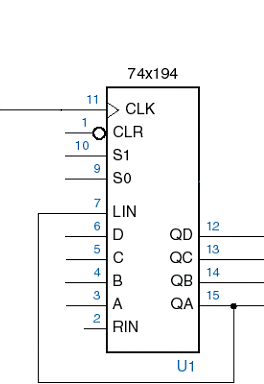 74x194
11 CLK
1 CLR
10 S1
9 S0
7 LIN
6 D QD 12
5 C QC 13
4 B QB 14
3 A QA 15
2 RIN
U1